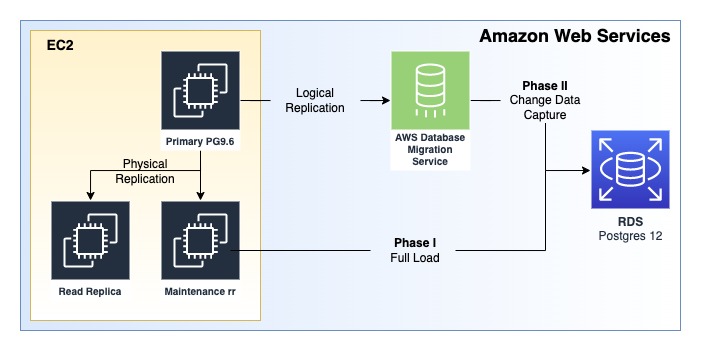 Amazon Web Services
EC2
Primary PG9.6
Logical
Replication
AWS Database
Migration
Service
Phase II
Change Data
Capture
Physical
Replication
Read Replica
Maintenance rr
Phase I
Full Load
RDS
Postgres 12